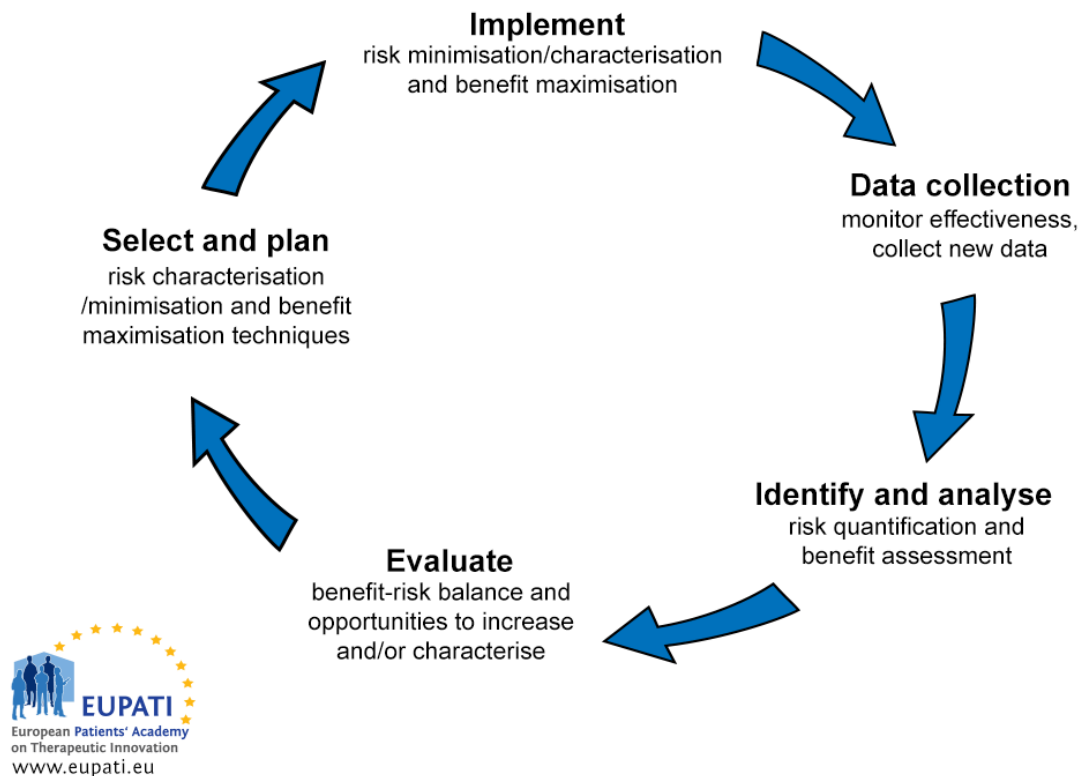 Implement
risk minimisation/characterisation
and benefit maximisation
Data collection
monitor effectiveness,
collect new data
Identify and analyse
risk quantification and
benefit assessment
Evaluate
benefit-risk balance and
opportunities to increase
and/or characterise
Select and plan
risk characterisation
/minimisation and benefit
maximisation techniques
EUPATI
European Patients‘ Academy
on Therapeutic Innovation
www.eupati.eu